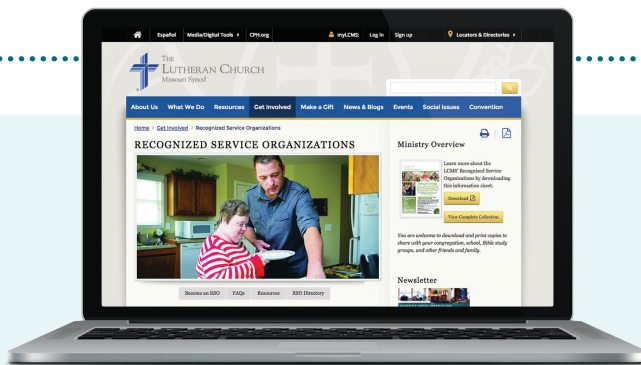 Español Media/Digital Tools CPH.org myLCMS: Log In Sign up Locators & Directories
THE
LUTHERAN CHURCH
Missouri Synod
About Us What We Do Resources Get Involved Make a Gift News & Blogs Events Social Issues Convention
Home Get Involved Recognized Service Organizations
RECOGNIZED SERVICE ORGANIZATIONS
Become an RSO FAQs Resources RSO Directory
Ministry Overview
Learn more about the
LCMS' Recognized Service
Organizations by downloading
this information sheet.
Download
View Complete Collection
You are welcome to download and print copies to
share with your congregation, school, Bible study
groups, and other friends and family.
Newsletter